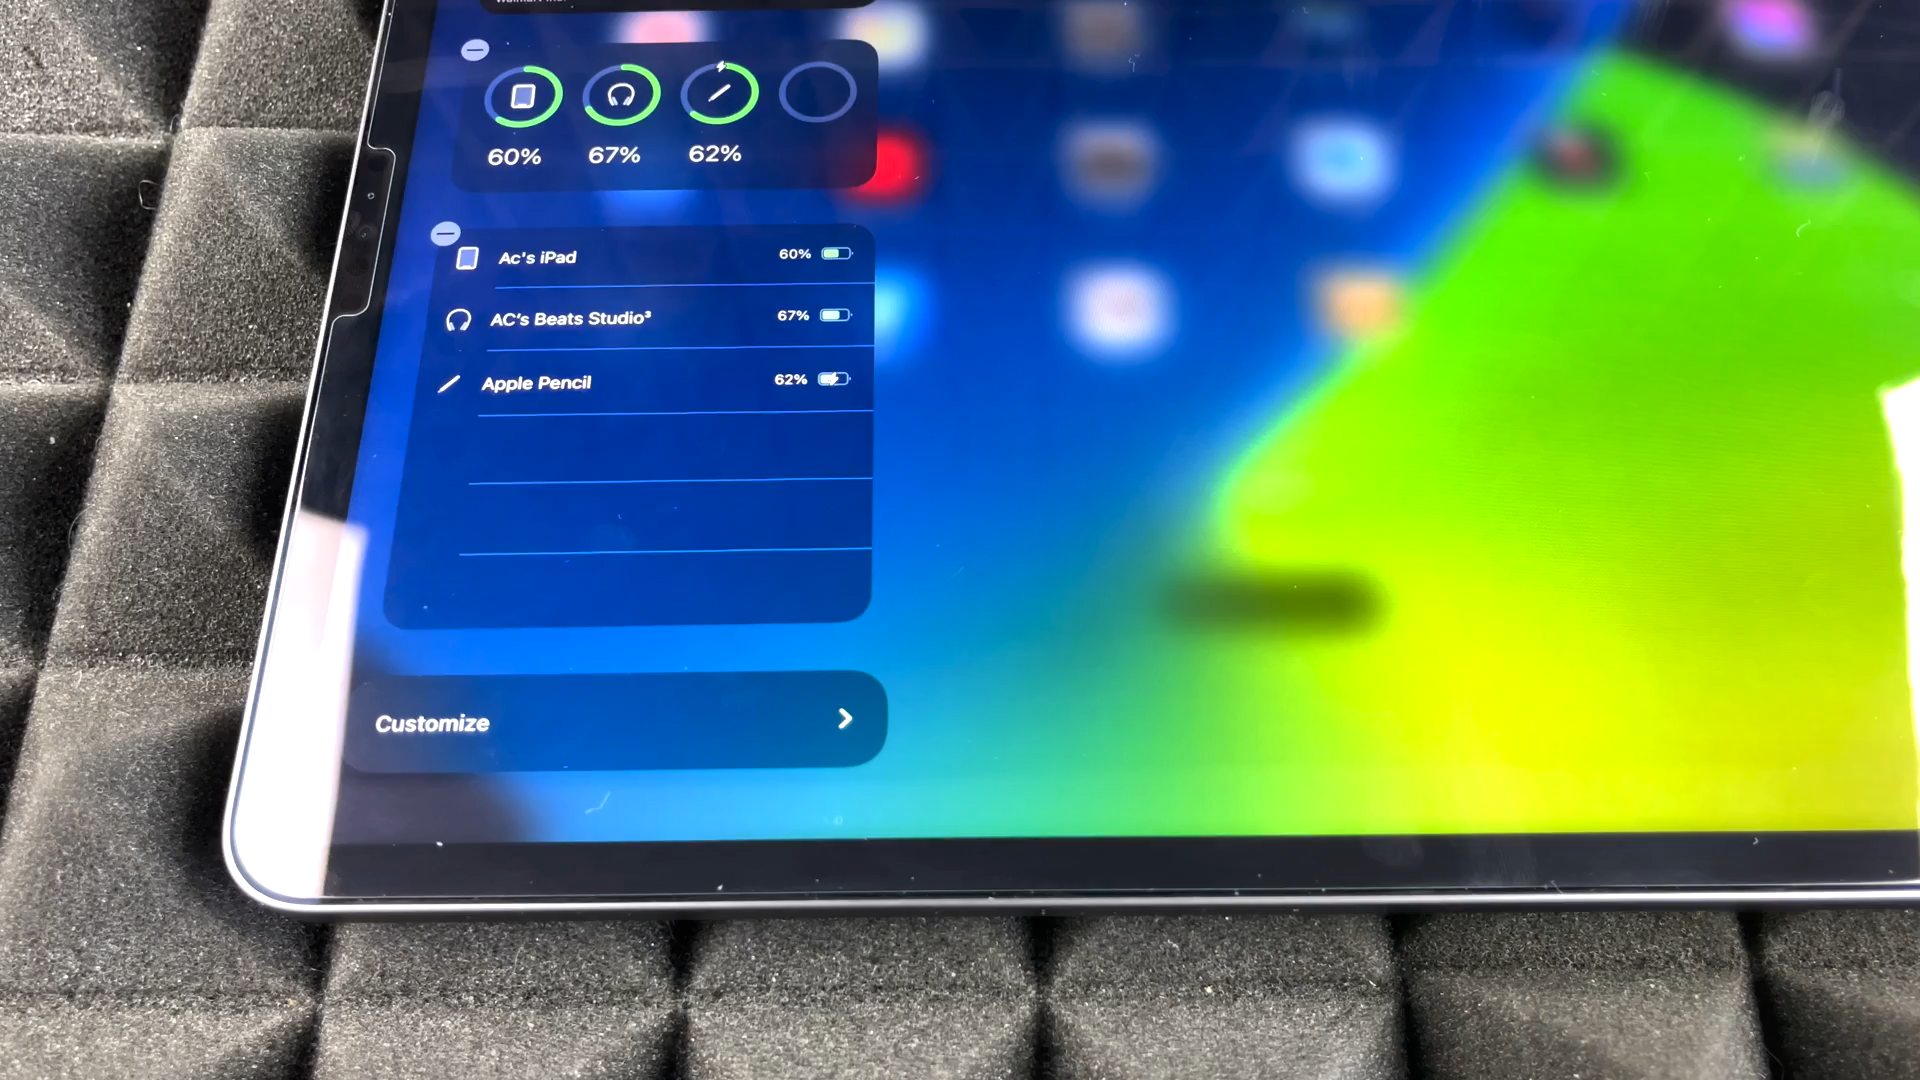 60% 67% 62%
Ac's iPad 60%
AC's Beats Studio³ 67%
Apple Pencil 62%
Customize